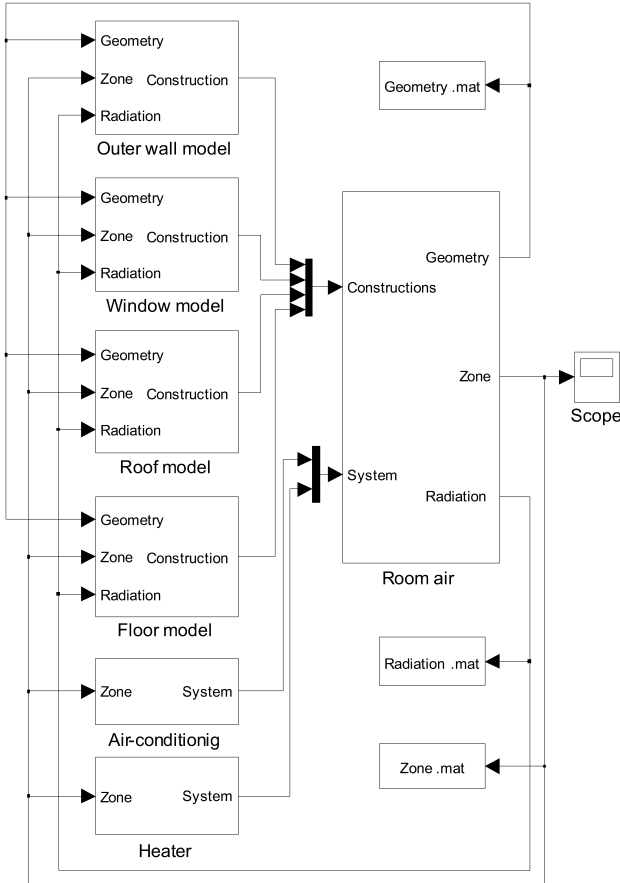 Geometry
Zone Construction
Radiation
Outer wall model
Geometry
Zone Construction
Radiation
Window model
Geometry
Zone Construction
Radiation
Roof model
Geometry
Zone Construction
Radiation
Floor model
Zone System
Air-conditionig
Zone System
Heater
Geometry .mat
Geometry
Constructions
Zone
System
Radiation
Room air
Scope
Radiation .mat
Zone .mat